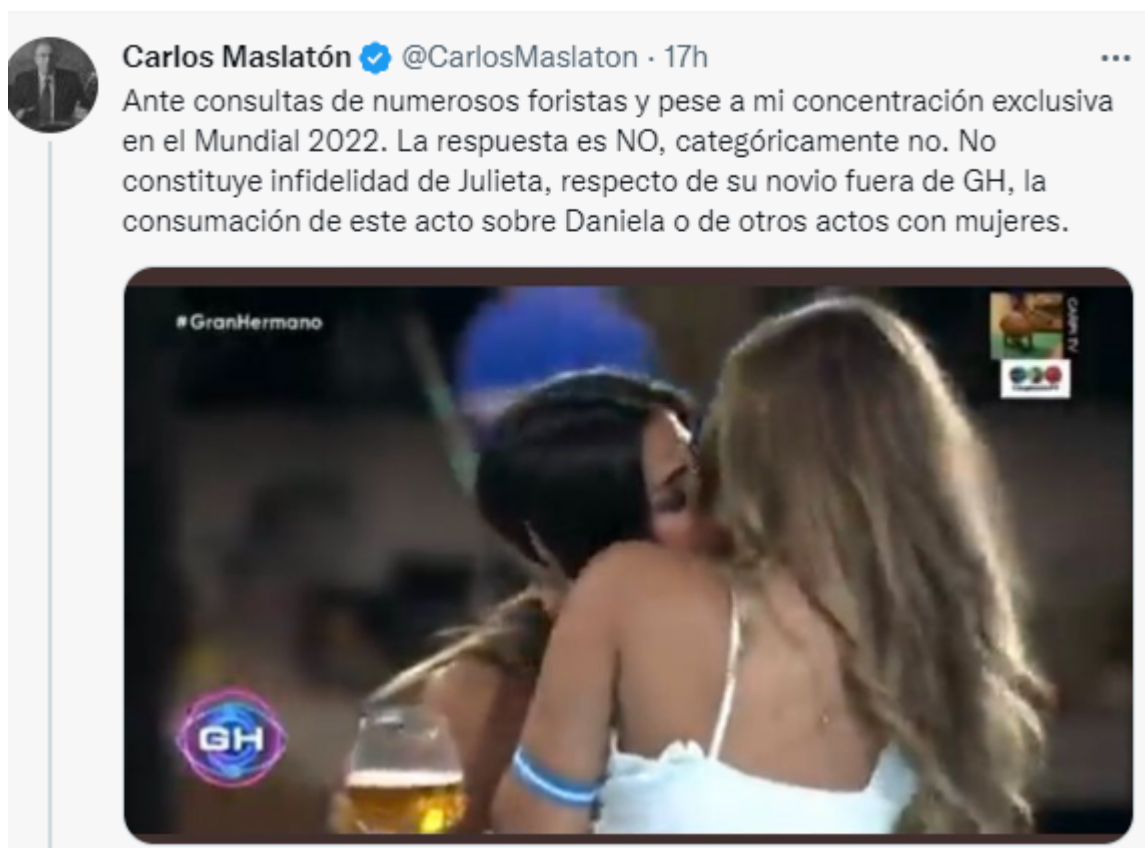 Carlos Maslatón @CarlosMaslaton · 17h
Ante consultas de numerosos foristas y pese a mi concentración exclusiva
en el Mundial 2022. La respuesta es NO, categóricamente no. No
constituye infidelidad de Julieta, respecto de su novio fuera de GH, la
consumación de este acto sobre Daniela o de otros actos con mujeres.
#GranHermano
GH